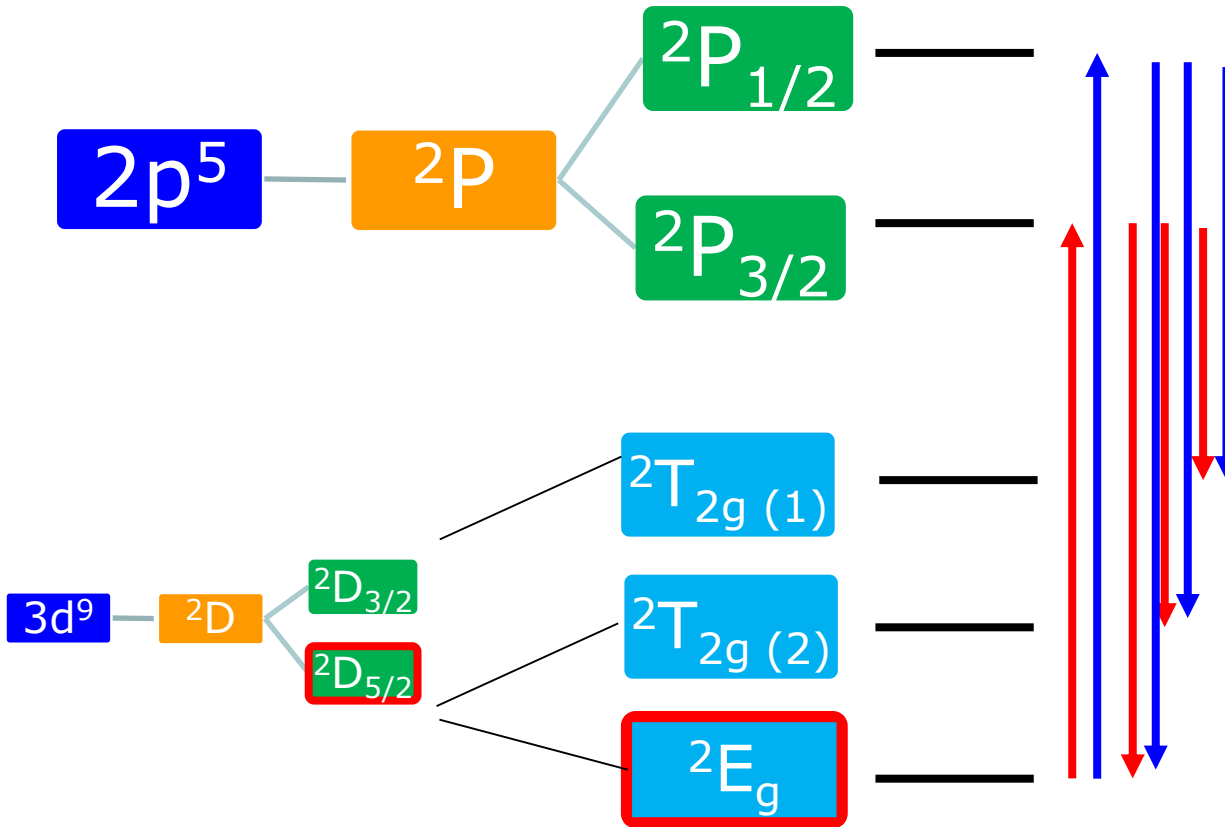 2p⁵
²P
²P₁/₂
²P₃/₂
3d⁹
²D
²D₃/₂
²D₅/₂
²T₂g ₍₁₎
²T₂g ₍₂₎
²Eg